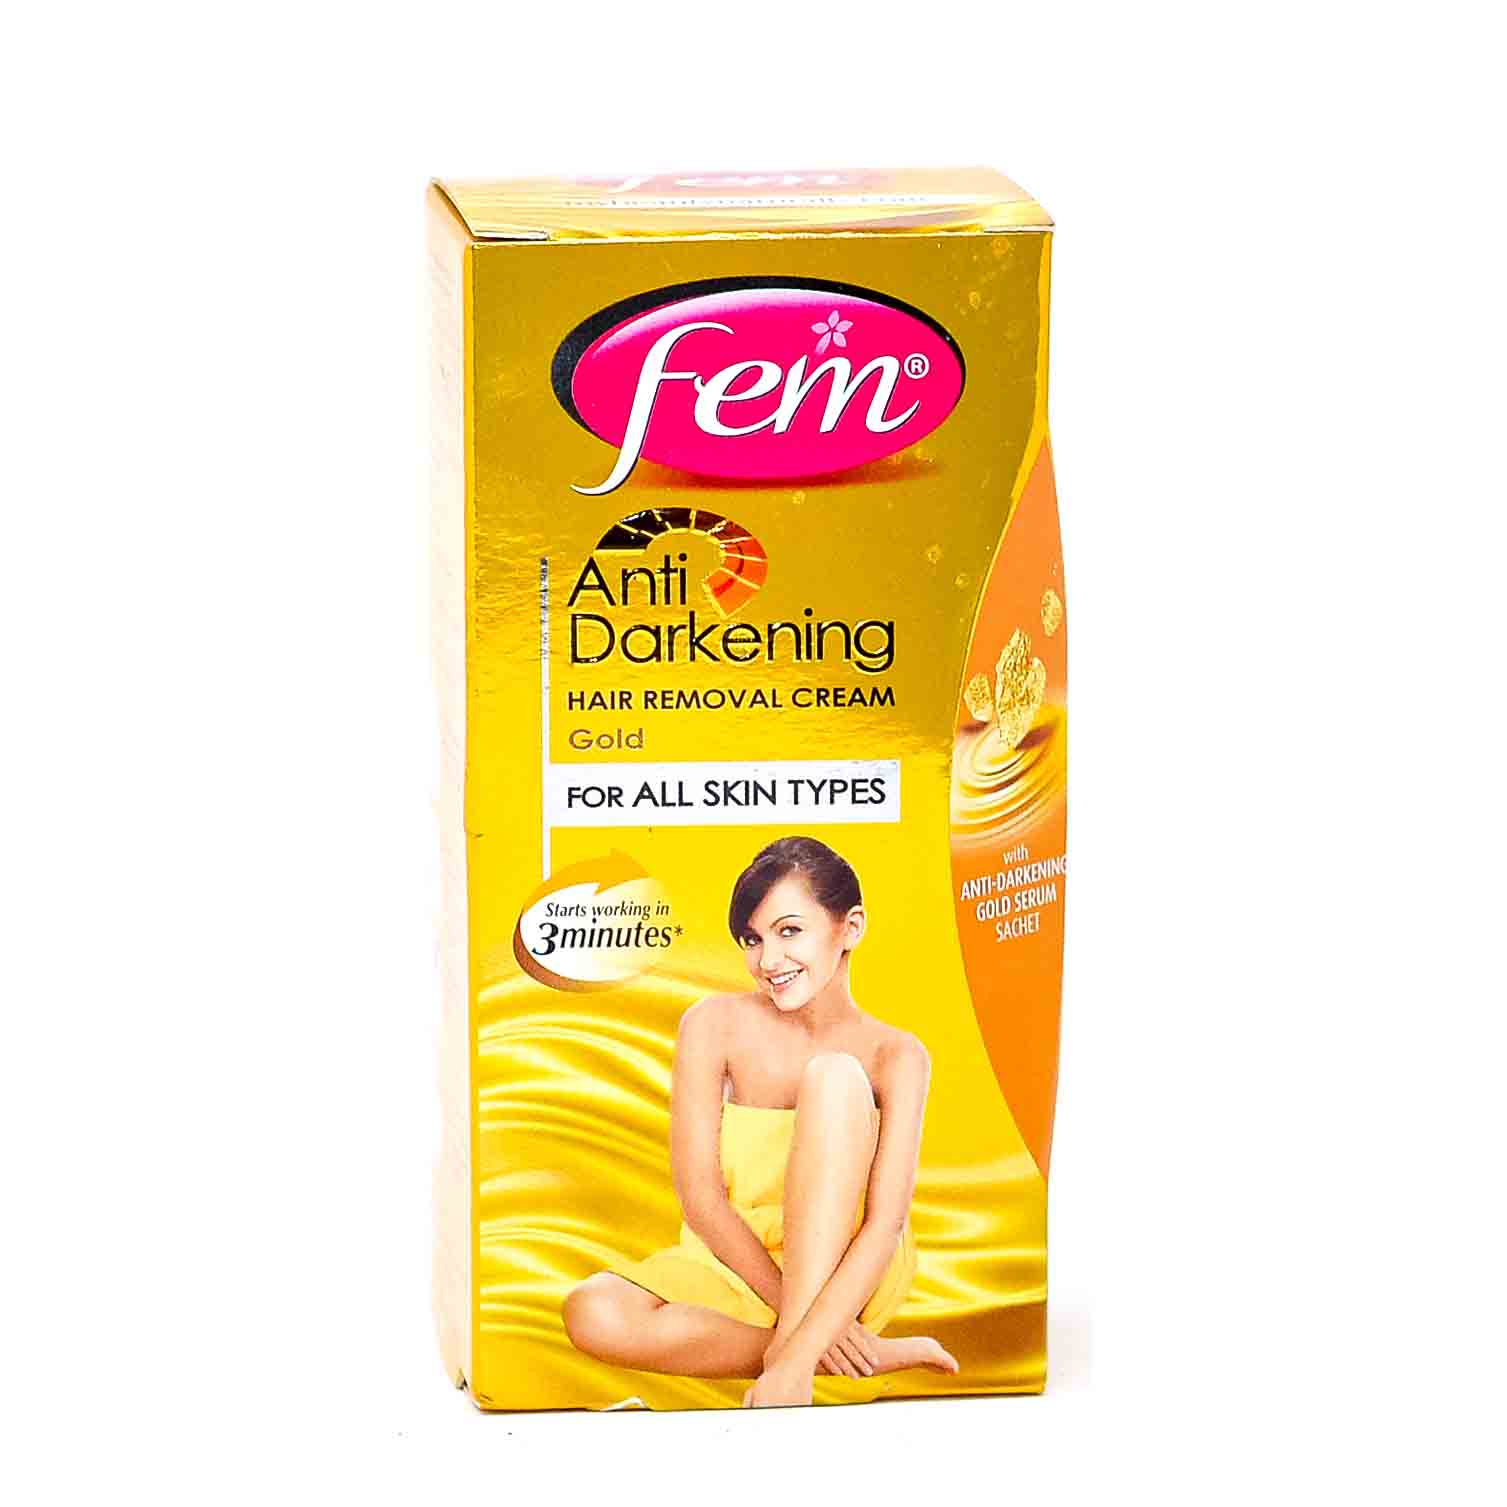 fem®
Anti
Darkening
HAIR REMOVAL CREAM
Gold
FOR ALL SKIN TYPES
Starts working in
3minutes*
with
ANTI-DARKENING
GOLD SERUM
SACHET